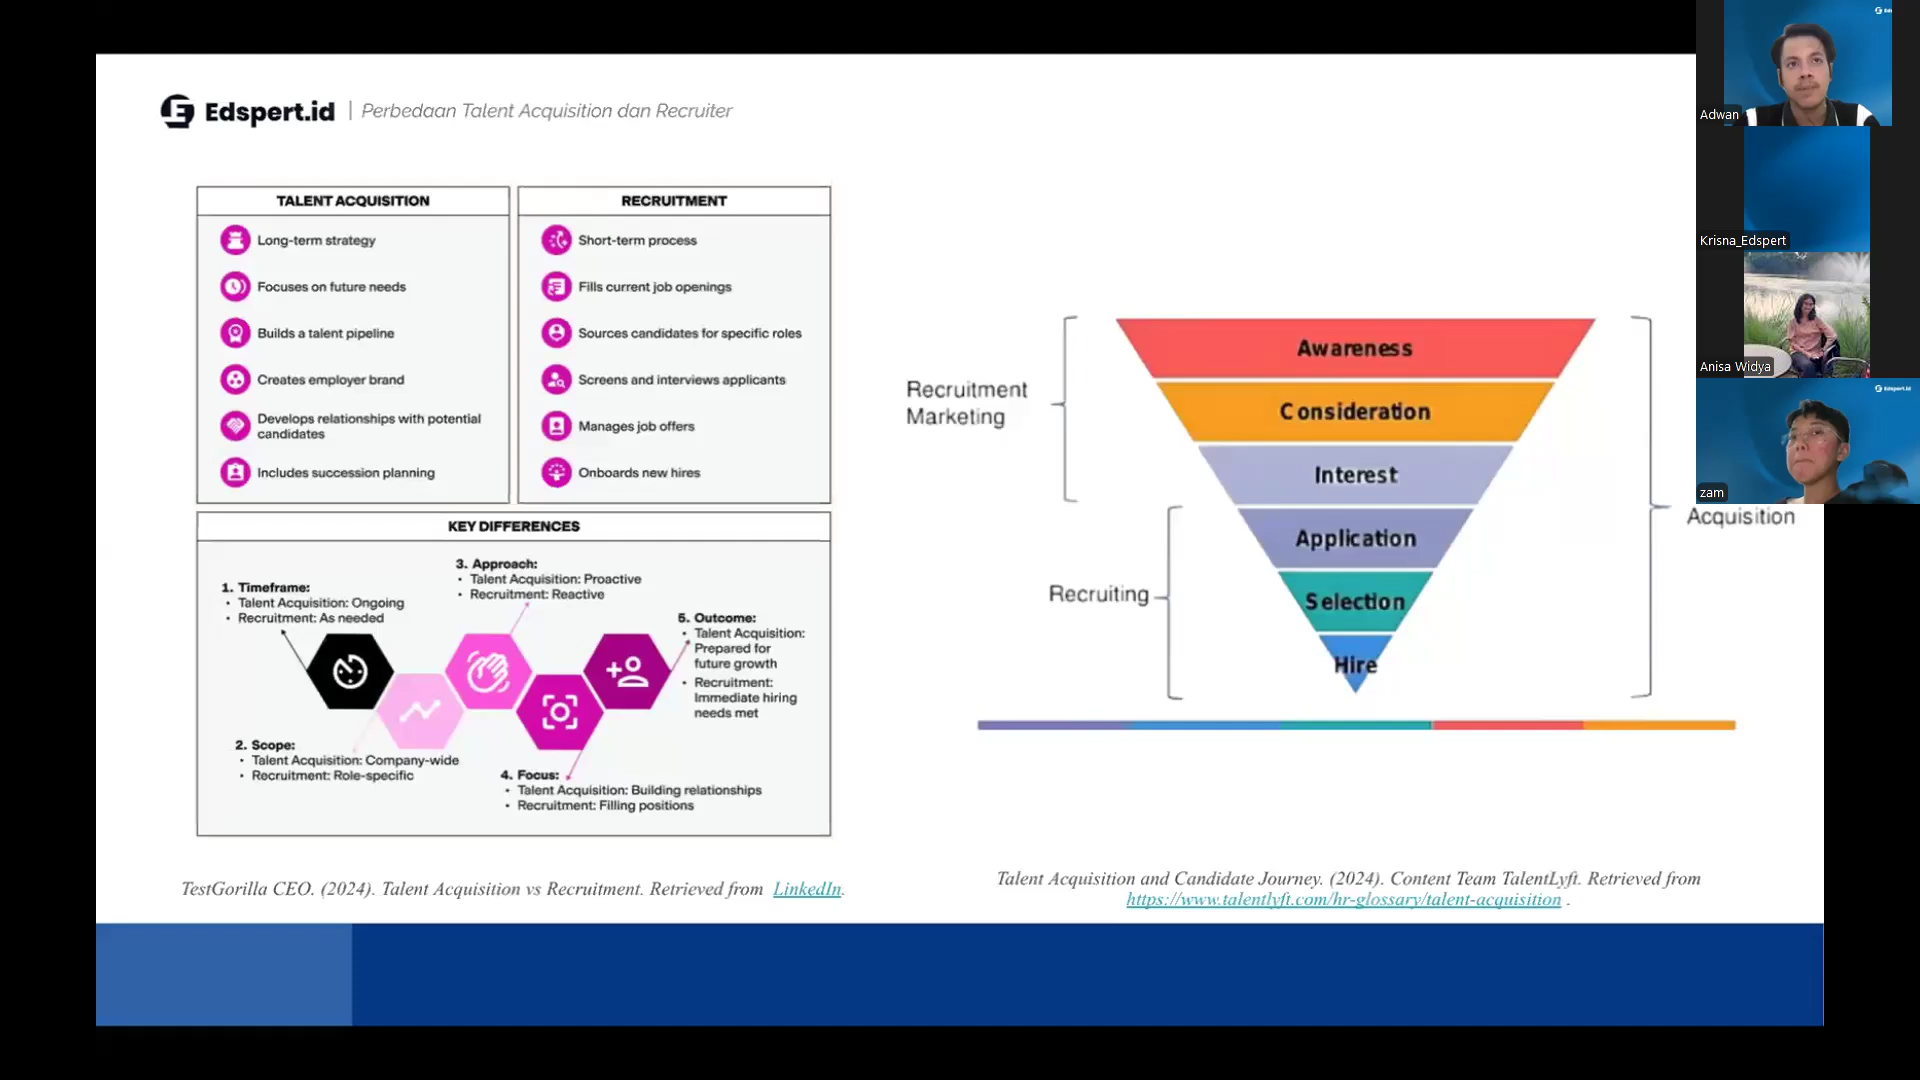 Edspert.id | Perbedaan Talent Acquisition dan Recruiter
TALENT ACQUISITION
Long-term strategy
Focuses on future needs
Builds a talent pipeline
Creates employer brand
Develops relationships with potential
candidates
Includes succession planning
RECRUITMENT
Short-term process
Fills current job openings
Sources candidates for specific roles
Screens and interviews applicants
Manages job offers
Onboards new hires
KEY DIFFERENCES
1. Timeframe:
• Talent Acquisition: Ongoing
• Recruitment: As needed
2. Scope:
• Talent Acquisition: Company-wide
• Recruitment: Role-specific
3. Approach:
• Talent Acquisition: Proactive
• Recruitment: Reactive
4. Focus:
• Talent Acquisition: Building relationships
• Recruitment: Filling positions
5. Outcome:
• Talent Acquisition:
Prepared for
future growth
• Recruitment:
Immediate hiring
needs met
TestGorilla CEO. (2024). Talent Acquisition vs Recruitment. Retrieved from LinkedIn.
Recruitment
Marketing
Recruiting
Awareness
Consideration
Interest
Application
Selection
Hire
Acquisition
Talent Acquisition and Candidate Journey. (2024). Content Team TalentLyft. Retrieved from
https://www.talentlyft.com/hr-glossary/talent-acquisition .
Adwan
Krisna_Edspert
Anisa Widya
Edspert.id
zam